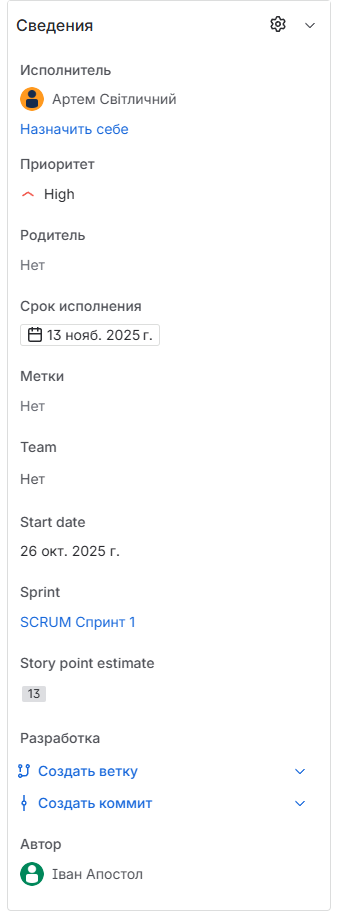 Сведения
Исполнитель
Артем Світличний
Назначить себе
Приоритет
High
Родитель
Нет
Срок исполнения
13 нояб. 2025 г.
Метки
Нет
Team
Нет
Start date
26 окт. 2025 г.
Sprint
SCRUM Спринт 1
Story point estimate
13
Разработка
Создать ветку
Создать коммит
Автор
Іван Апостол